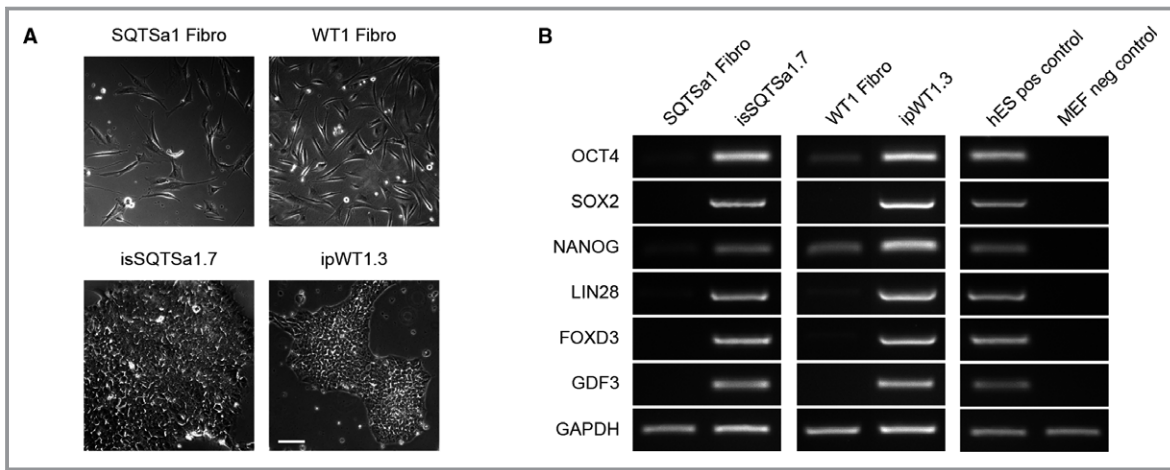 A
SQTSa1 Fibro
WT1 Fibro
isSQTSa1.7
ipWT1.3
B
SQTSa1 Fibro
isSQTSa1.7
WT1 Fibro
ipWT1.3
hES pos control
MEF neg control
OCT4
SOX2
NANOG
LIN28
FOXD3
GDF3
GAPDH